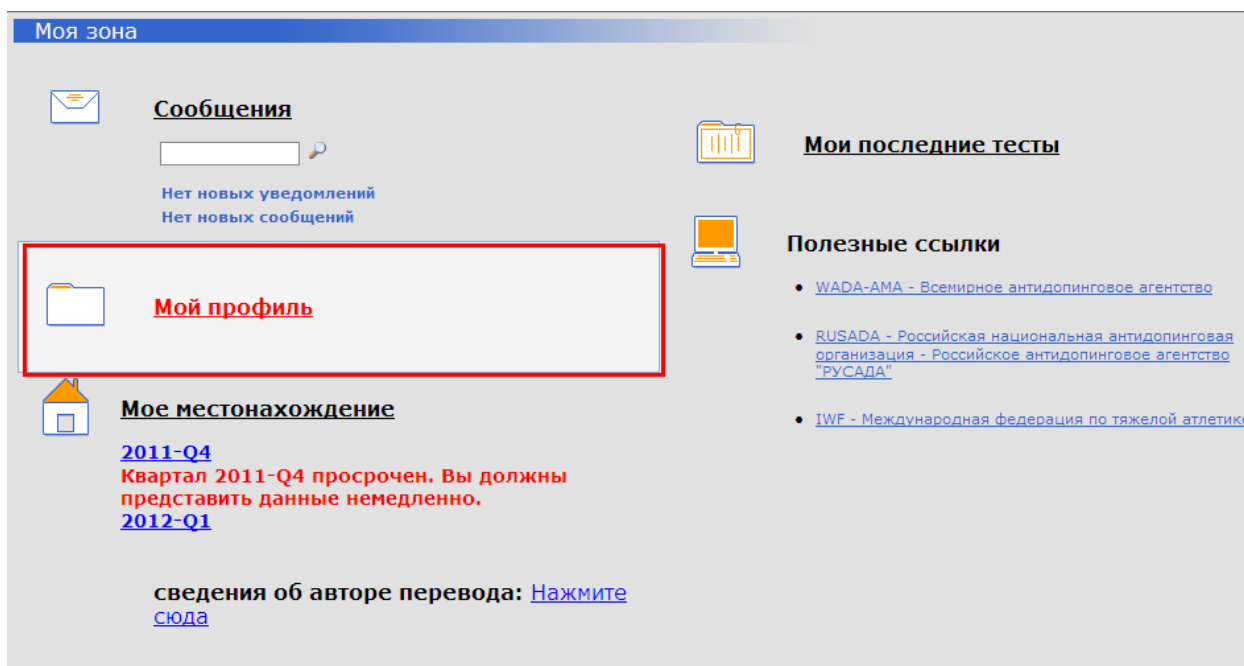 Моя зона
Сообщения
Нет новых уведомлений
Нет новых сообщений
Мой профиль
Мое местонахождение
2011-Q4
Квартал 2011-Q4 просрочен. Вы должны
представить данные немедленно.
2012-Q1
сведения об авторе перевода: Нажмите
сюда
Мои последние тесты
Полезные ссылки
WADA-AMA - Всемирное антидопинговое агентство
RUSADA - Российская национальная антидопинговая
организация - Российское антидопинговое агентство
"РУСАДА"
IWF - Международная федерация по тяжелой атлетике